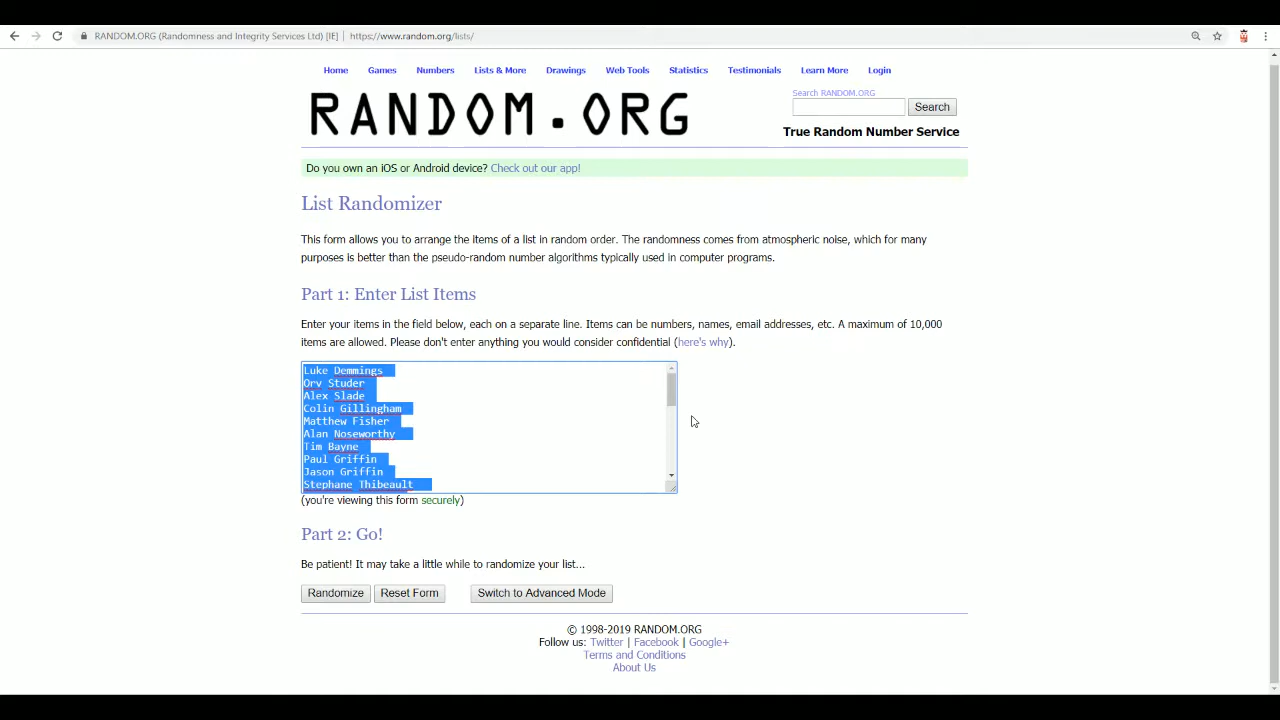 RANDOM.ORG (Randomness and Integrity Services Ltd) [IE] | https://www.random.org/lists/
Home Games Numbers Lists & More Drawings Web Tools Statistics Testimonials Learn More Login
RANDOM.ORG
Search RANDOM.ORG
Search
True Random Number Service
Do you own an iOS or Android device? Check out our app!
List Randomizer
This form allows you to arrange the items of a list in random order. The randomness comes from atmospheric noise, which for many
purposes is better than the pseudo-random number algorithms typically used in computer programs.
Part 1: Enter List Items
Enter your items in the field below, each on a separate line. Items can be numbers, names, email addresses, etc. A maximum of 10,000
items are allowed. Please don't enter anything you would consider confidential (here's why).
Luke Demmings
Orv Studer
Alex Slade
Colin Gillingham
Matthew Fisher
Alan Noseworthy
Tim Bayne
Paul Griffin
Jason Griffin
Stephane Thibeault
(you're viewing this form securely)
Part 2: Go!
Be patient! It may take a little while to randomize your list...
Randomize Reset Form Switch to Advanced Mode
© 1998-2019 RANDOM.ORG
Follow us: Twitter | Facebook | Google+
Terms and Conditions
About Us